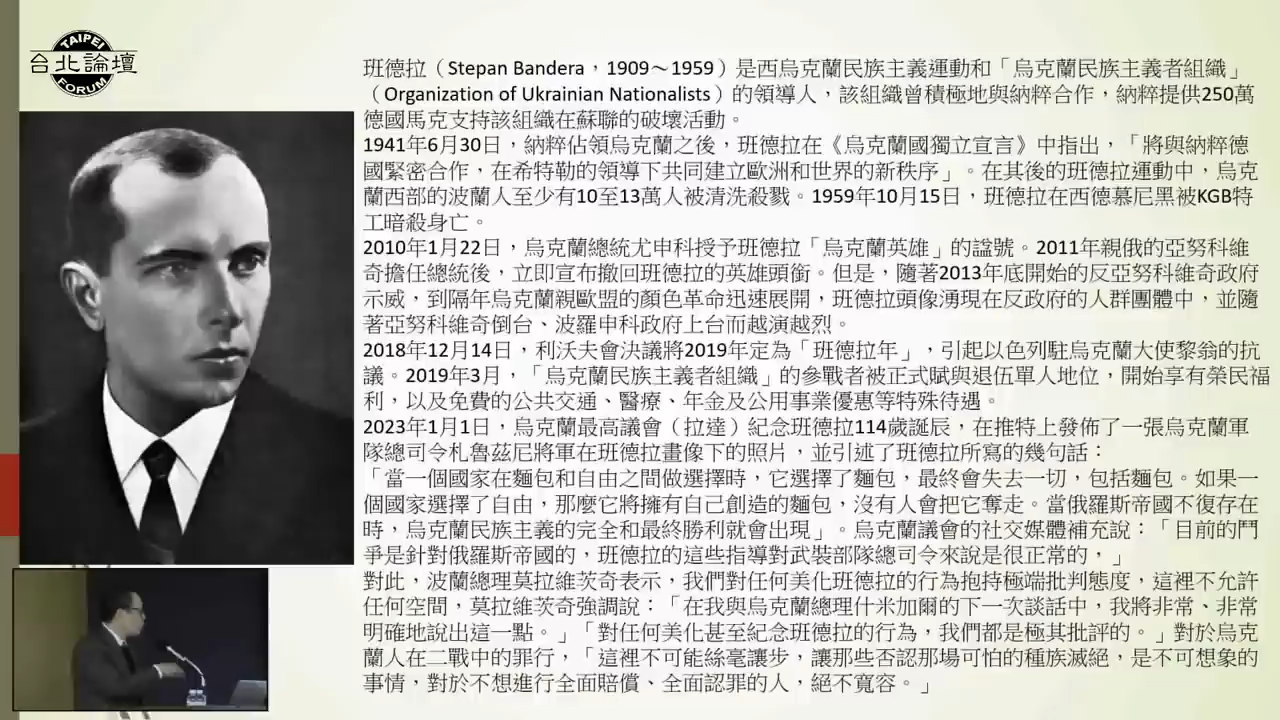 TAIPEI
台北論壇
FORUM
班德拉（Stepan Bandera，1909～1959）是西烏克蘭民族主義運動和「烏克蘭民族主義者組織」
（Organization of Ukrainian Nationalists）的領導人，該組織曾積極地與納粹合作，納粹提供250萬
德國馬克支持該組織在蘇聯的破壞活動。
1941年6月30日，納粹佔領烏克蘭之後，班德拉在《烏克蘭國獨立宣言》中指出，「將與納粹德
國緊密合作，在希特勒的領導下共同建立歐洲和世界的新秩序」。在其後的班德拉運動中，烏克
蘭西部的波蘭人至少有10至13萬人被清洗殺戮。1959年10月15日，班德拉在西德慕尼黑被KGB特
工暗殺身亡。
2010年1月22日，烏克蘭總統尤申科授予班德拉「烏克蘭英雄」的諡號。2011年親俄的亞努科維
奇擔任總統後，立即宣布撤回班德拉的英雄頭銜。但是，隨著2013年底開始的反亞努科維奇政府
示威，到隔年烏克蘭親歐盟的顏色革命迅速展開，班德拉頭像湧現在反政府的人群團體中，並隨
著亞努科維奇倒台、波羅申科政府上台而越演越烈。
2018年12月14日，利沃夫會決議將2019年定為「班德拉年」，引起以色列駐烏克蘭大使黎翁的抗
議。2019年3月，「烏克蘭民族主義者組織」的參戰者被正式賦與退伍軍人地位，開始享有榮民福
利，以及免費的公共交通、醫療、年金及公用事業優惠等特殊待遇。
2023年1月1日，烏克蘭最高議會（拉達）紀念班德拉114歲誕辰，在推特上發佈了一張烏克蘭軍
隊總司令札魯茲尼將軍在班德拉畫像下的照片，並引述了班德拉所寫的幾句話：
「當一個國家在麵包和自由之間做選擇時，它選擇了麵包，最終會失去一切，包括麵包。如果一
個國家選擇了自由，那麼它將擁有自己創造的麵包，沒有人會把它奪走。當俄羅斯帝國不復存在
時，烏克蘭民族主義的完全和最終勝利就會出現」。烏克蘭議會的社交媒體補充說：「目前的鬥
爭是針對俄羅斯帝國的，班德拉的這些指導對武裝部隊總司令來說是很正常的，」
對此，波蘭總理莫拉維茨奇表示，我們對任何美化班德拉的行為抱持極端批判態度，這裡不允許
任何空間，莫拉維茨奇強調說：「在我與烏克蘭總理什米加爾的下一次談話中，我將非常、非常
明確地說出這一點。」「對任何美化甚至紀念班德拉的行為，我們都是極其批評的。」對於烏克
蘭人在二戰中的罪行，「這裡不可能絲毫讓步，讓那些否認那場可怕的種族滅絕，是不可想象的
事情，對於不想進行全面賠償、全面認罪的人，絕不寬容。」